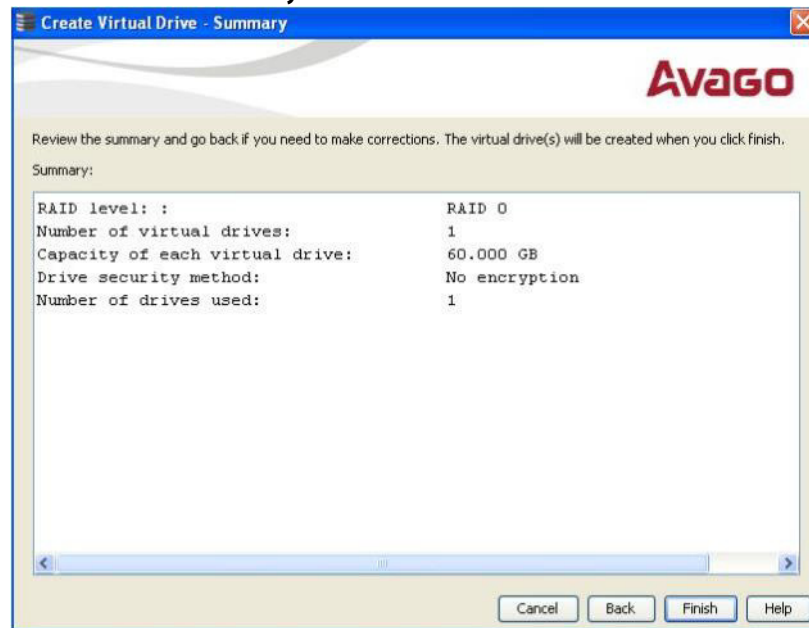 Create Virtual Drive - Summary
Avago
Review the summary and go back if you need to make corrections. The virtual drive(s) will be created when you click finish.
Summary:
RAID level: : RAID 0
Number of virtual drives: 1
Capacity of each virtual drive: 60.000 GB
Drive security method: No encryption
Number of drives used: 1
Cancel Back Finish Help